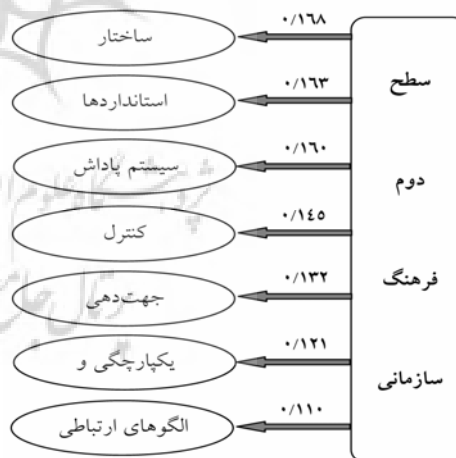 ۰/۱۶۸
ساختار
۰/۱۶۳
استانداردها
۰/۱۶۰
سیستم پاداش
۰/۱٤٥
کنترل
۰/۱۳۲
جهت‌دهی
۰/۱۲۱
یکپارچگی و
۰/۱۱۰
الگوهای ارتباطی
سطح
دوم
فرهنگ
سازمانی